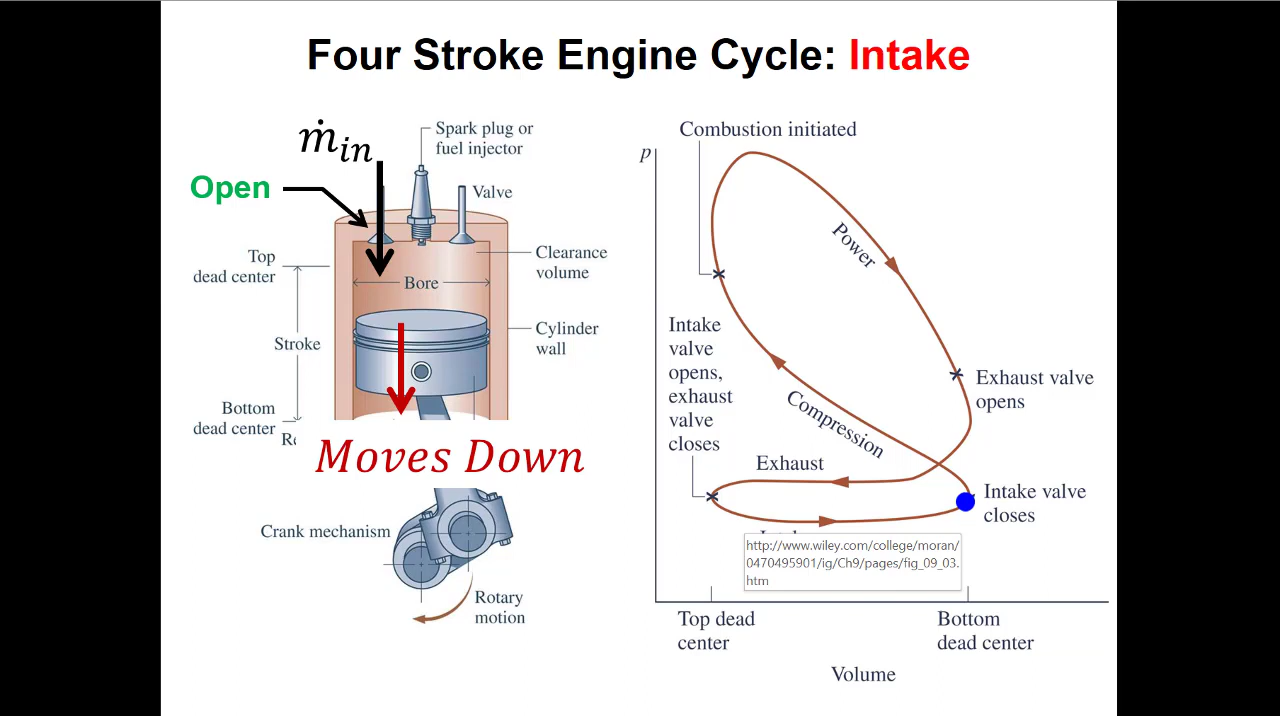 Four Stroke Engine Cycle: Intake
ṁin
Open
Spark plug or
fuel injector
Valve
Top
dead center
Clearance
volume
Bore
Stroke
Cylinder
wall
Bottom
dead center
Moves Down
Crank mechanism
Rotary
motion
p
Combustion initiated
Power
Intake
valve
opens,
exhaust
valve
closes
Compression
Exhaust valve
opens
Exhaust
Intake valve
closes
http://www.wiley.com/college/moran/
0470495901/ig/Ch9/pages/fig_09_03.
htm
Top dead
center
Bottom
dead center
Volume